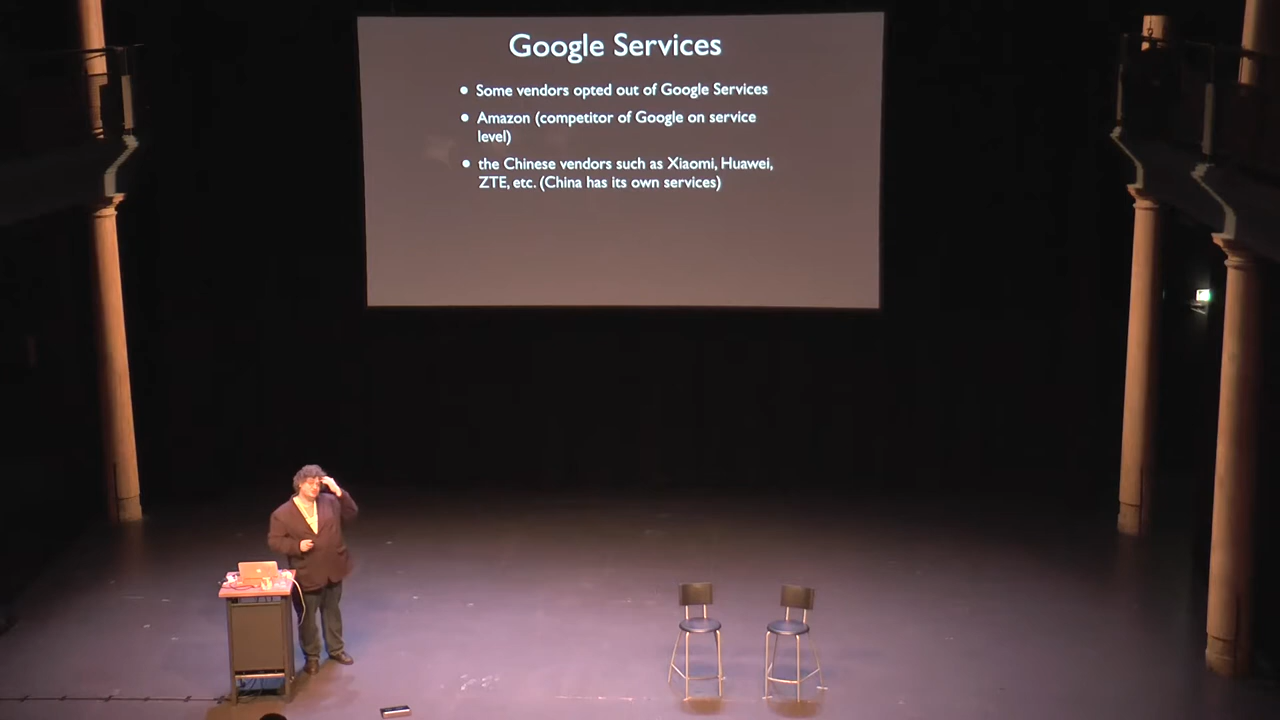 Google Services
• Some vendors opted out of Google Services
• Amazon (competitor of Google on service
level)
• the Chinese vendors such as Xiaomi, Huawei,
ZTE, etc. (China has its own services)